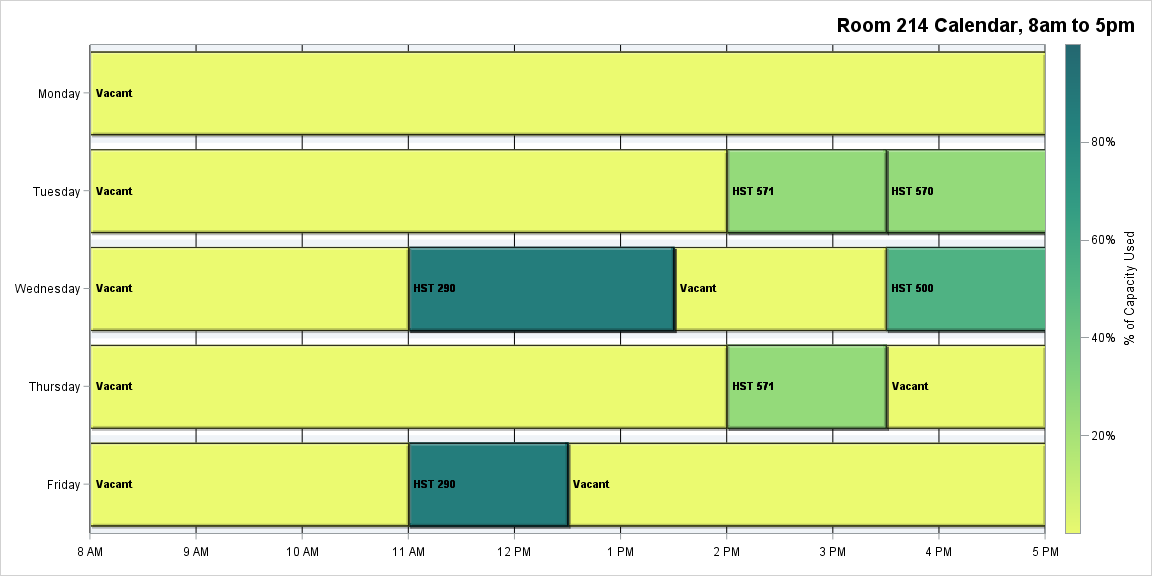 Room 214 Calendar, 8am to 5pm
Monday
Vacant
Tuesday
Vacant
HST 571
HST 570
Wednesday
Vacant
HST 290
Vacant
HST 500
Thursday
Vacant
HST 571
Vacant
Friday
Vacant
HST 290
Vacant
8 AM
9 AM
10 AM
11 AM
12 PM
1 PM
2 PM
3 PM
4 PM
5 PM
80%
60%
40%
20%
% of Capacity Used